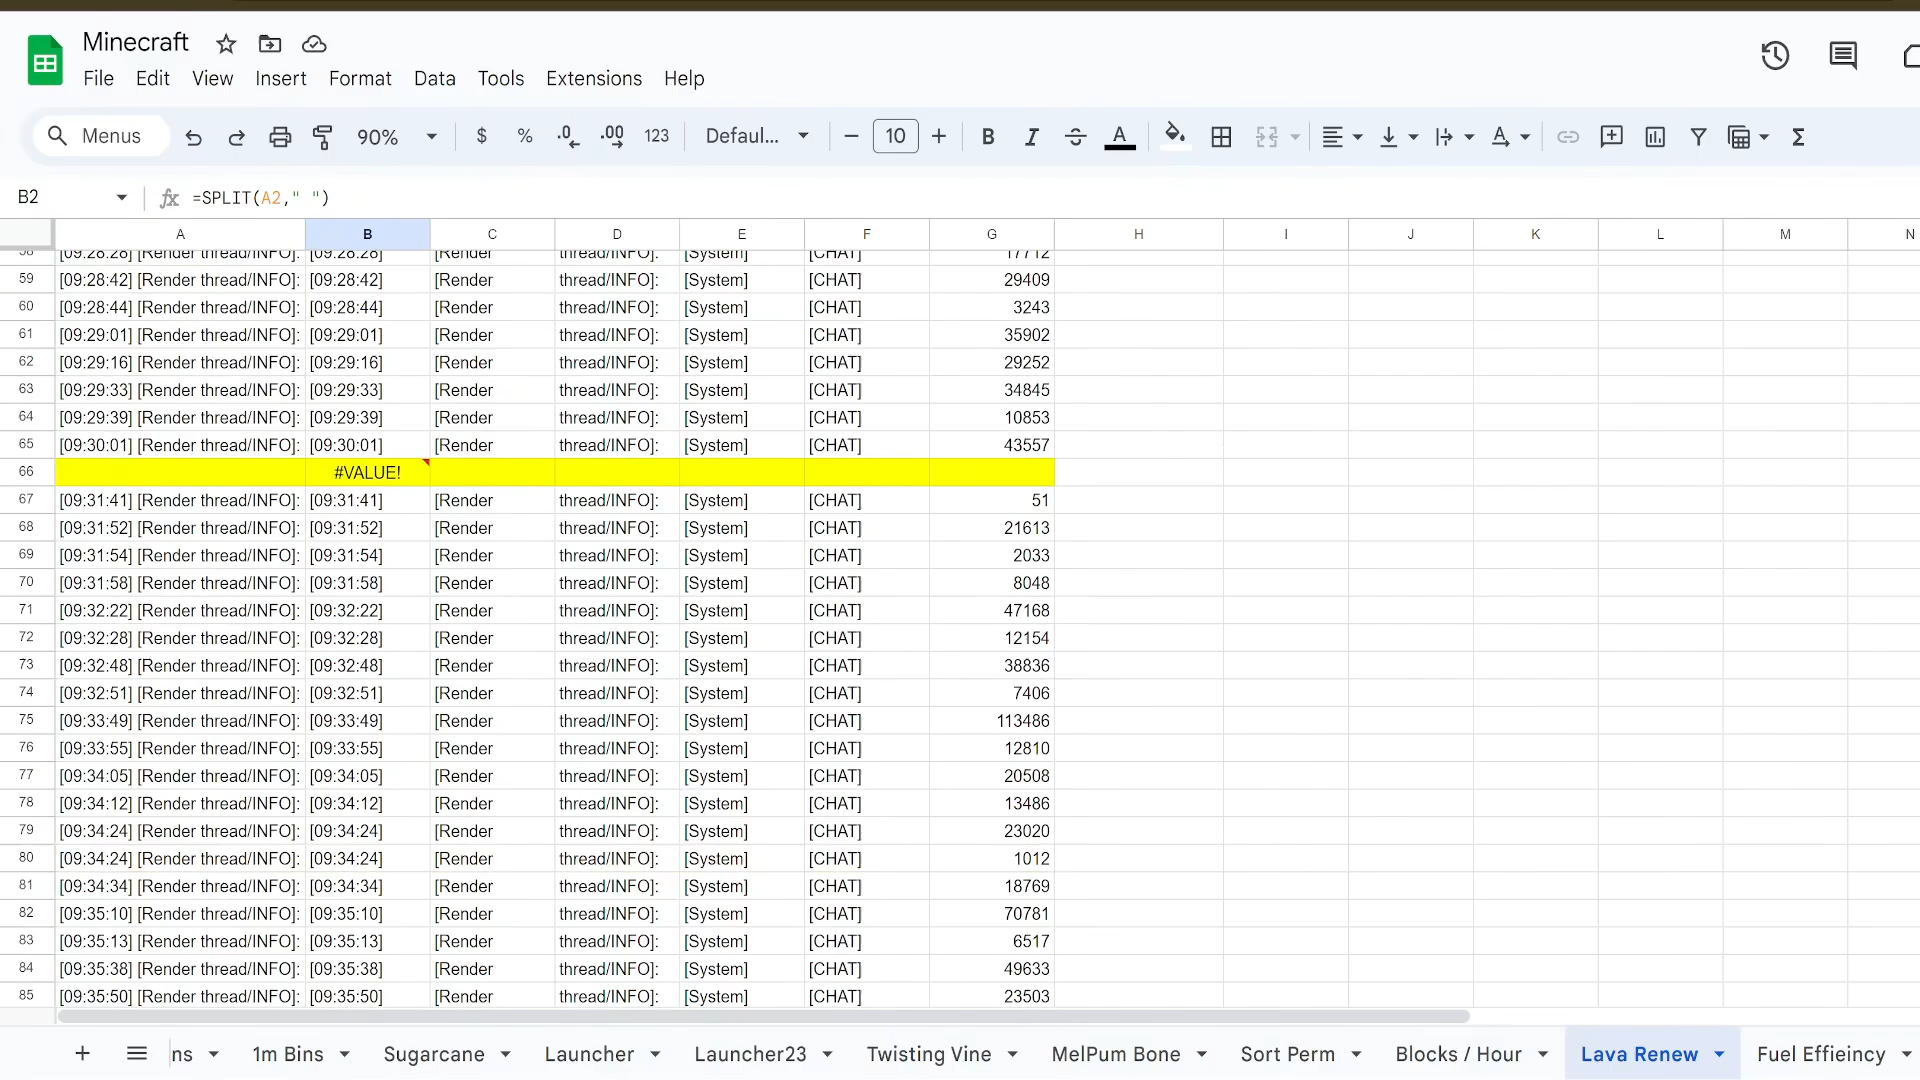 Minecraft
File Edit View Insert Format Data Tools Extensions Help
Menus 90% $ % .0 .00 123 Defaul... 10 B I A Σ
B2 fx =SPLIT(A2," ")
A B C D E F G H I J K L M N
58 [09:28:28] [Render thread/INFO]: [09:28:28] [Render thread/INFO]: [System] [CHAT] 17712
59 [09:28:42] [Render thread/INFO]: [09:28:42] [Render thread/INFO]: [System] [CHAT] 29409
60 [09:28:44] [Render thread/INFO]: [09:28:44] [Render thread/INFO]: [System] [CHAT] 3243
61 [09:29:01] [Render thread/INFO]: [09:29:01] [Render thread/INFO]: [System] [CHAT] 35902
62 [09:29:16] [Render thread/INFO]: [09:29:16] [Render thread/INFO]: [System] [CHAT] 29252
63 [09:29:33] [Render thread/INFO]: [09:29:33] [Render thread/INFO]: [System] [CHAT] 34845
64 [09:29:39] [Render thread/INFO]: [09:29:39] [Render thread/INFO]: [System] [CHAT] 10853
65 [09:30:01] [Render thread/INFO]: [09:30:01] [Render thread/INFO]: [System] [CHAT] 43557
66 #VALUE!
67 [09:31:41] [Render thread/INFO]: [09:31:41] [Render thread/INFO]: [System] [CHAT] 51
68 [09:31:52] [Render thread/INFO]: [09:31:52] [Render thread/INFO]: [System] [CHAT] 21613
69 [09:31:54] [Render thread/INFO]: [09:31:54] [Render thread/INFO]: [System] [CHAT] 2033
70 [09:31:58] [Render thread/INFO]: [09:31:58] [Render thread/INFO]: [System] [CHAT] 8048
71 [09:32:22] [Render thread/INFO]: [09:32:22] [Render thread/INFO]: [System] [CHAT] 47168
72 [09:32:28] [Render thread/INFO]: [09:32:28] [Render thread/INFO]: [System] [CHAT] 12154
73 [09:32:48] [Render thread/INFO]: [09:32:48] [Render thread/INFO]: [System] [CHAT] 38836
74 [09:32:51] [Render thread/INFO]: [09:32:51] [Render thread/INFO]: [System] [CHAT] 7406
75 [09:33:49] [Render thread/INFO]: [09:33:49] [Render thread/INFO]: [System] [CHAT] 113486
76 [09:33:55] [Render thread/INFO]: [09:33:55] [Render thread/INFO]: [System] [CHAT] 12810
77 [09:34:05] [Render thread/INFO]: [09:34:05] [Render thread/INFO]: [System] [CHAT] 20508
78 [09:34:12] [Render thread/INFO]: [09:34:12] [Render thread/INFO]: [System] [CHAT] 13486
79 [09:34:24] [Render thread/INFO]: [09:34:24] [Render thread/INFO]: [System] [CHAT] 23020
80 [09:34:24] [Render thread/INFO]: [09:34:24] [Render thread/INFO]: [System] [CHAT] 1012
81 [09:34:34] [Render thread/INFO]: [09:34:34] [Render thread/INFO]: [System] [CHAT] 18769
82 [09:35:10] [Render thread/INFO]: [09:35:10] [Render thread/INFO]: [System] [CHAT] 70781
83 [09:35:13] [Render thread/INFO]: [09:35:13] [Render thread/INFO]: [System] [CHAT] 6517
84 [09:35:38] [Render thread/INFO]: [09:35:38] [Render thread/INFO]: [System] [CHAT] 49633
85 [09:35:50] [Render thread/INFO]: [09:35:50] [Render thread/INFO]: [System] [CHAT] 23503
ns 1m Bins Sugarcane Launcher Launcher23 Twisting Vine MelPum Bone Sort Perm Blocks / Hour Lava Renew Fuel Effieincy